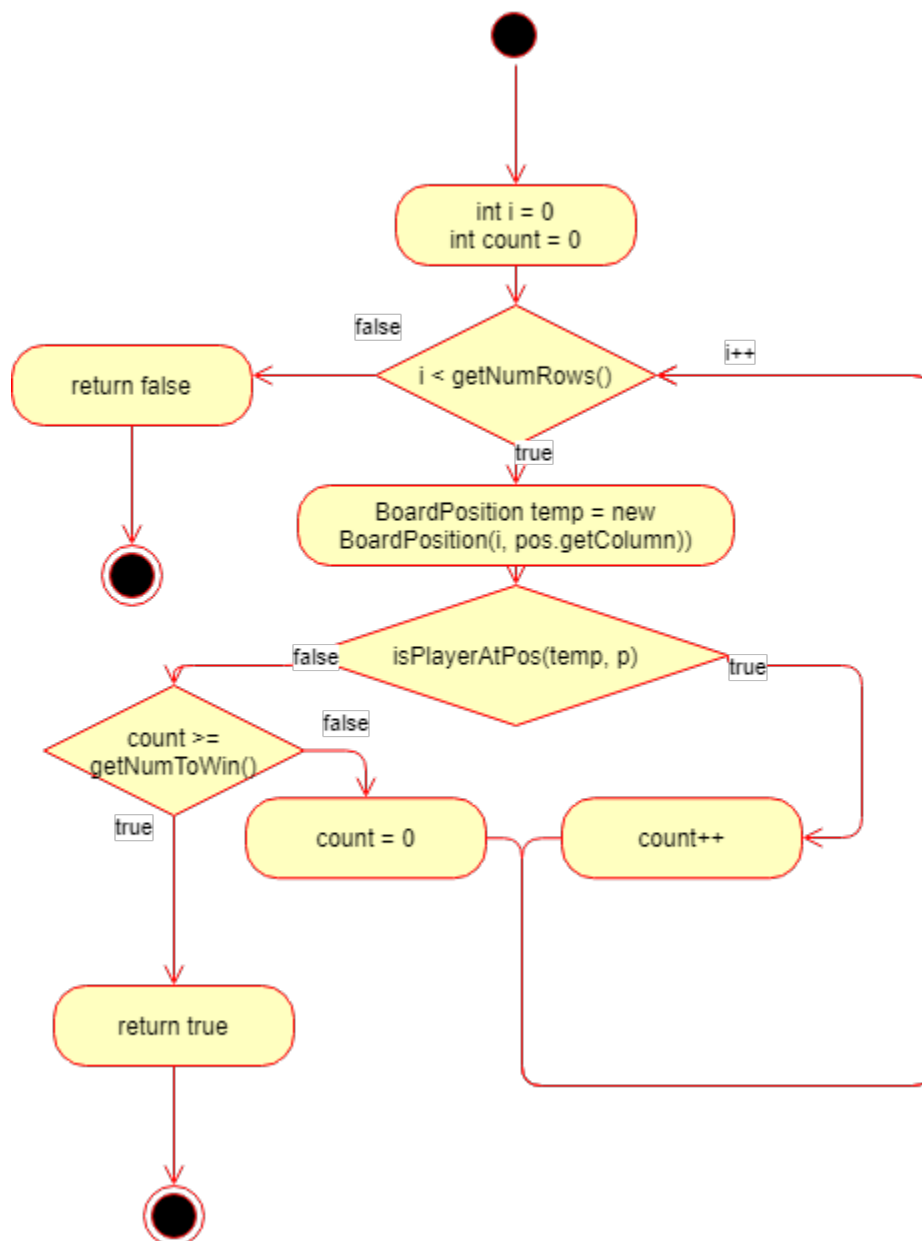 int i = 0
int count = 0
false
i++
i < getNumRows()
return false
true
BoardPosition temp = new
BoardPosition(i, pos.getColumn))
isPlayerAtPos(temp, p)
false
true
count >=
getNumToWin()
false
true
count = 0
count++
return true